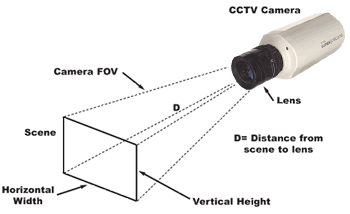 CCTV Camera
Camera FOV
Lens
D
Scene
D= Distance from
scene to lens
Horizontal
Width
Vertical Height